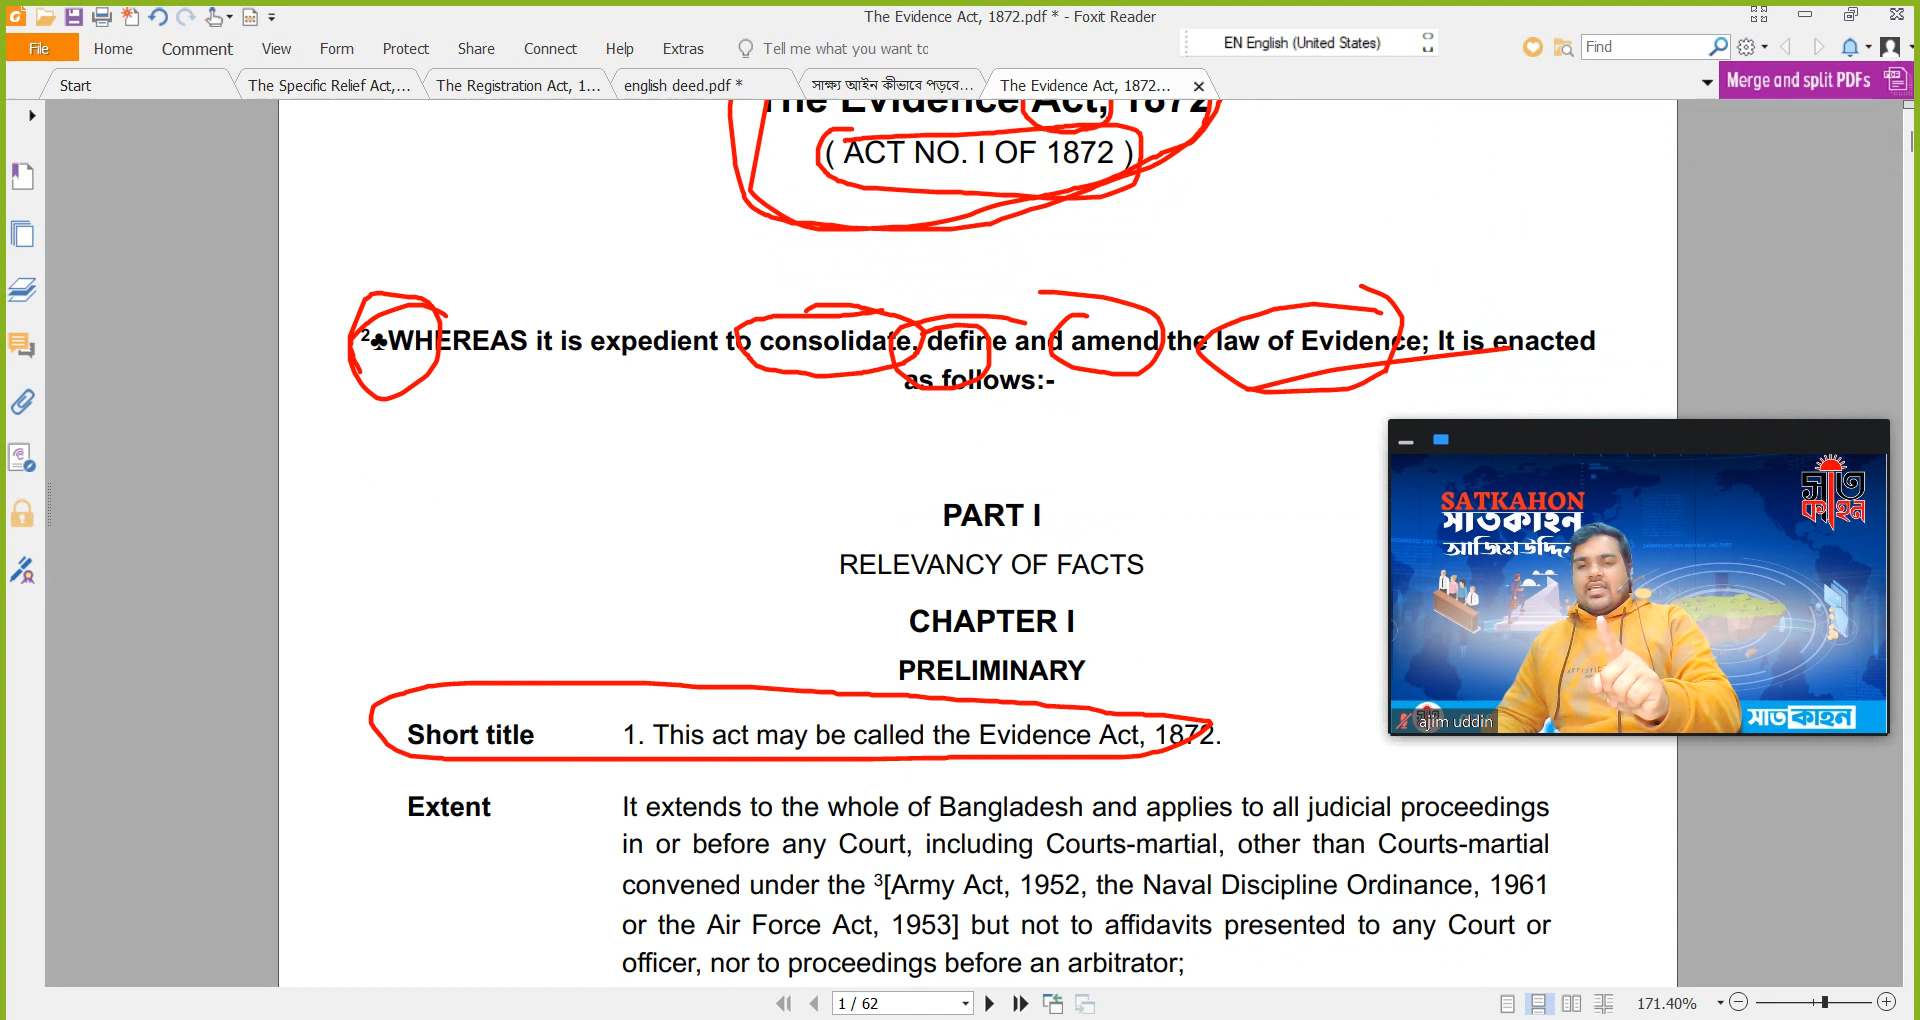 The Evidence Act, 1872.pdf * - Foxit Reader
File Home Comment View Form Protect Share Connect Help Extras Tell me what you want to
EN English (United States)
Find
Start The Specific Relief Act,... The Registration Act, 1... english deed.pdf * সাক্ষ্য আইন কীভাবে পড়বে... The Evidence Act, 1872...
Merge and split PDFs
The Evidence Act, 1872
( ACT NO. I OF 1872 )
2♣WHEREAS it is expedient to consolidate, define and amend the law of Evidence; It is enacted
as follows:-
PART I
RELEVANCY OF FACTS
CHAPTER I
PRELIMINARY
Short title 1. This act may be called the Evidence Act, 1872.
Extent It extends to the whole of Bangladesh and applies to all judicial proceedings
in or before any Court, including Courts-martial, other than Courts-martial
convened under the 3[Army Act, 1952, the Naval Discipline Ordinance, 1961
or the Air Force Act, 1953] but not to affidavits presented to any Court or
officer, nor to proceedings before an arbitrator;
SATKAHON
সাতকাহন
আজিমউদ্দি
সাত
কাহন
ajim uddin
সাতকাহন
1 / 62
171.40%